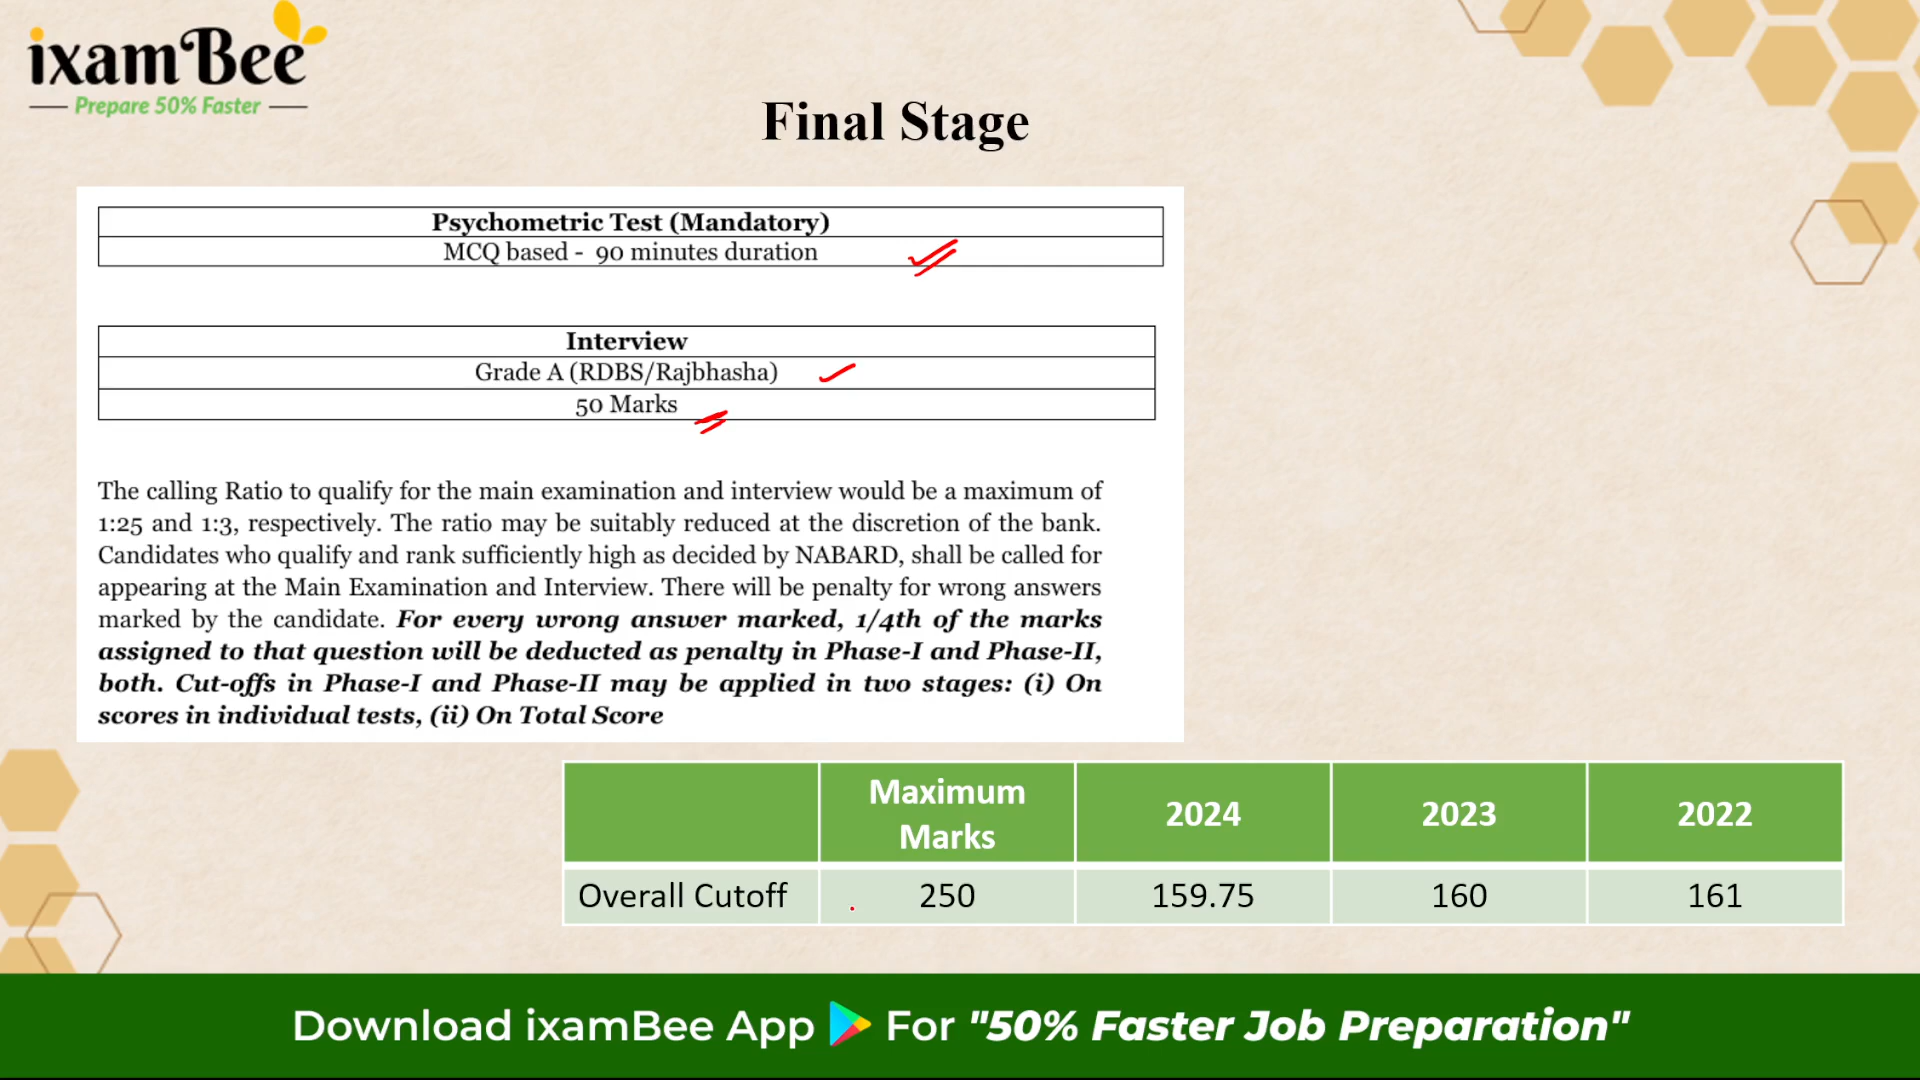 ixamBee
Prepare 50% Faster
Final Stage
Psychometric Test (Mandatory)
MCQ based - 90 minutes duration
Interview
Grade A (RDBS/Rajbhasha)
50 Marks
The calling Ratio to qualify for the main examination and interview would be a maximum of
1:25 and 1:3, respectively. The ratio may be suitably reduced at the discretion of the bank.
Candidates who qualify and rank sufficiently high as decided by NABARD, shall be called for
appearing at the Main Examination and Interview. There will be penalty for wrong answers
marked by the candidate. For every wrong answer marked, 1/4th of the marks
assigned to that question will be deducted as penalty in Phase-I and Phase-II,
both. Cut-offs in Phase-I and Phase-II may be applied in two stages: (i) On
scores in individual tests, (ii) On Total Score
Maximum Marks 2024 2023 2022
Overall Cutoff 250 159.75 160 161
Download ixamBee App For "50% Faster Job Preparation"